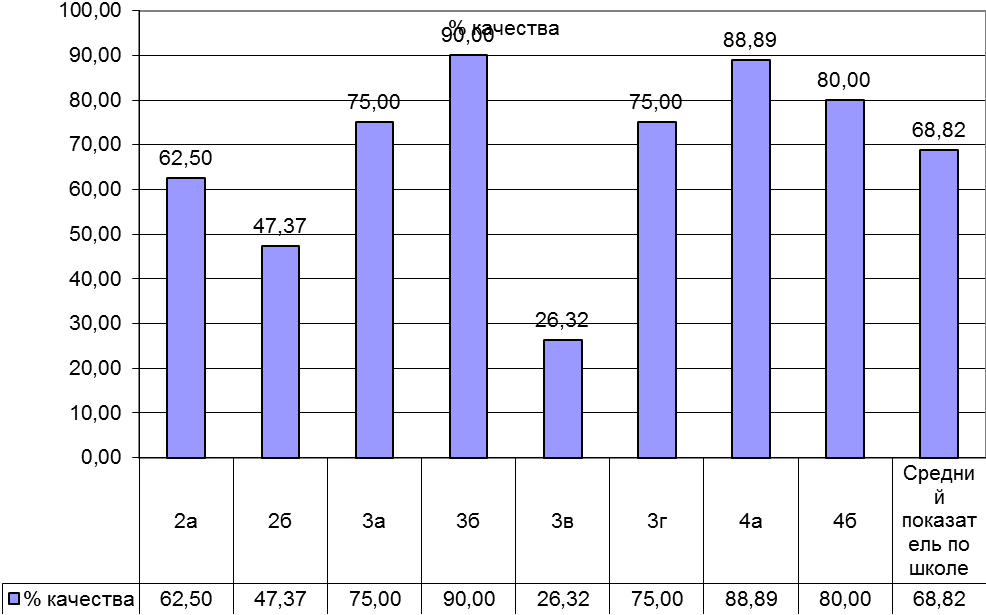 % качества
100,00
90,00
80,00
70,00
60,00
50,00
40,00
30,00
20,00
10,00
0,00
62,50
47,37
75,00
90,00
26,32
75,00
88,89
80,00
68,82
2а
2б
3а
3б
3в
3г
4а
4б
Средни
й
показат
ель по
школе
% качества 62,50 47,37 75,00 90,00 26,32 75,00 88,89 80,00 68,82